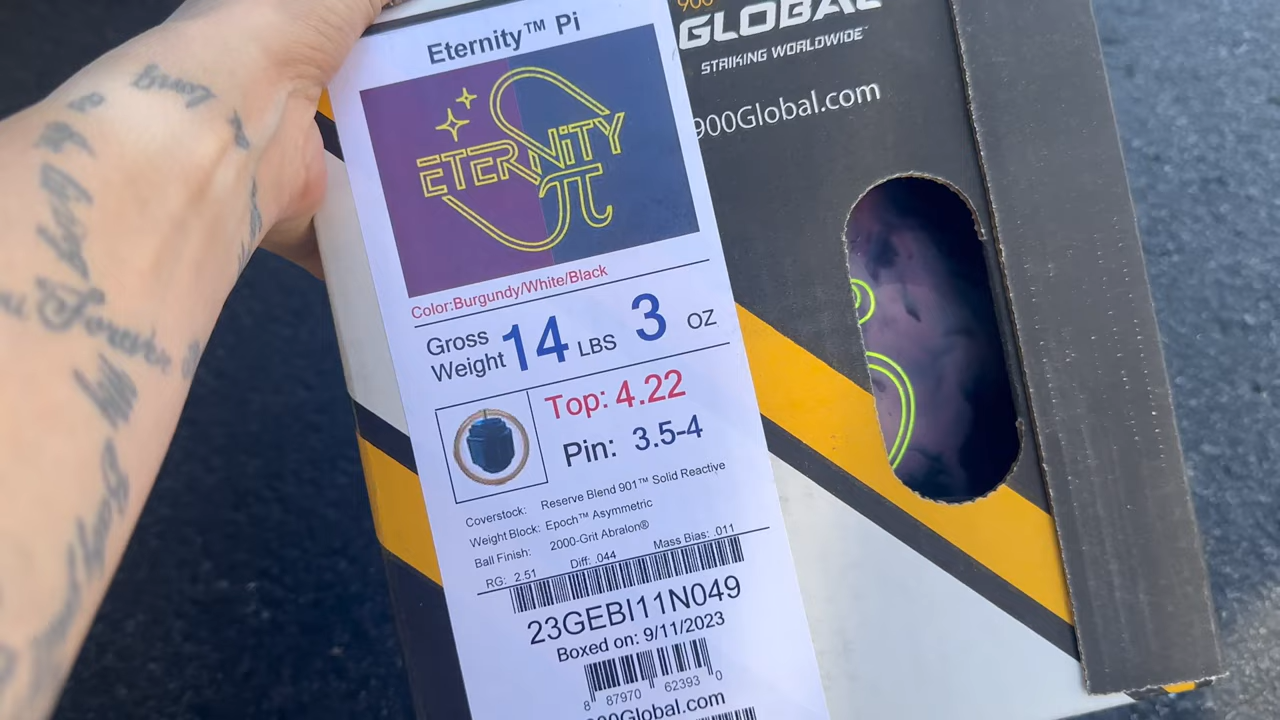 Eternity™ Pi
ETERNITY
π
Color:Burgundy/White/Black
Gross Weight 14 LBS 3 OZ
Top: 4.22
Pin: 3.5-4
Coverstock: Reserve Blend 901™ Solid Reactive
Weight Block: Epoch™ Asymmetric
Ball Finish: 2000-Grit Abralon®
RG: 2.51 Diff: .044 Mass Bias: .011
23GEBI11N049
Boxed on: 9/11/2023
8 87970 62393 0
900Global.com
900
GLOBAL
STRIKING WORLDWIDE™
900Global.com
Forever